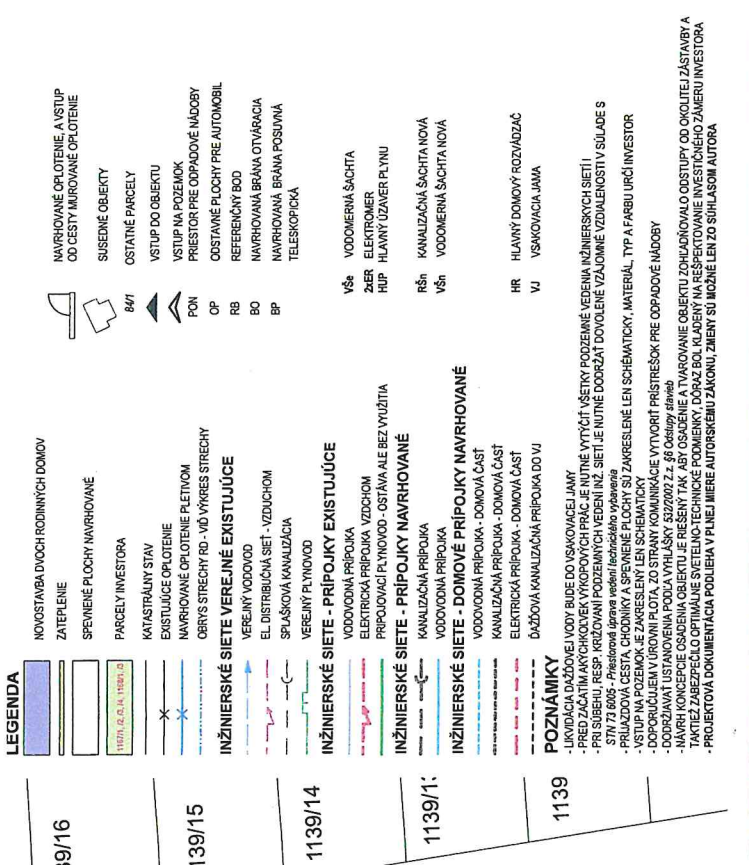 LEGENDA
NOVOSTAVBA DVOCH RODINNÝCH DOMOV
ZATEPLENIE
SPEVNENÉ PLOCHY NAVRHOVANÉ
PARCELY INVESTORA
KATASTRÁLNY STAV
EXISTUJÚCE OPLOTENIE
NAVRHOVANÉ OPLOTENIE PLETIVOM
OBRYS STRECHY RD - VIĎ VÝKRES STRECHY
INŽINIERSKÉ SIETE VEREJNÉ EXISTUJÚCE
VEREJNÝ VODOVOD
EL. DISTRIBUČNÁ SIEŤ - VZDUCHOM
SPLAŠKOVÁ KANALIZÁCIA
VEREJNÝ PLYNOVOD
INŽINIERSKÉ SIETE - PRÍPOJKY EXISTUJÚCE
VODOVODNÁ PRÍPOJKA
ELEKTRICKÁ PRÍPOJKA VZDCHOM
PRIPOJOVACÍ PLYNOVOD - OSTÁVA ALE BEZ VYUŽITIA
INŽINIERSKÉ SIETE - PRÍPOJKY NAVRHOVANÉ
KANALIZAČNÁ PRÍPOJKA
VODOVODNÁ PRÍPOJKA
INŽINIERSKÉ SIETE - DOMOVÉ PRÍPOJKY NAVRHOVANÉ
VODOVODNÁ PRÍPOJKA - DOMOVÁ ČASŤ
KANALIZAČNÁ PRÍPOJKA - DOMOVÁ ČASŤ
ELEKTRICKÁ PRÍPOJKA - DOMOVÁ ČASŤ
DAŽĎOVÁ KANALIZAČNÁ PRÍPOJKA DO VJ
NAVRHOVANÉ OPLOTENIE, A VSTUP
OD CESTY MUROVANÉ OPLOTENIE
SUSEDNÉ OBJEKTY
84/1 OSTATNÉ PARCELY
VSTUP DO OBJEKTU
VSTUP NA POZEMOK
PON PRIESTOR PRE ODPADOVÉ NÁDOBY
OP ODSTAVNÉ PLOCHY PRE AUTOMOBIL
RB REFERENČNÝ BOD
BO NAVRHOVANÁ BRÁNA OTVÁRACIA
BP NAVRHOVANÁ BRÁNA POSUVNÁ
TELESKOPICKÁ
VŠe VODOMERNÁ ŠACHTA
2xER ELEKTROMER
HUP HLAVNÝ ÚZAVER PLYNU
RŠn KANALIZAČNÁ ŠACHTA NOVÁ
VŠn VODOMERNÁ ŠACHTA NOVÁ
HR HLAVNÝ DOMOVÝ ROZVÁDZAČ
VJ VSAKOVACIA JAMA
POZNÁMKY
- LIKVIDÁCIA DAŽĎOVEJ VODY BUDE DO VSAKOVACEJ JAMY
- PRED ZAČATÍM AKÝCHKOĽVEK VÝKOPOVÝCH PRÁC JE NUTNÉ VYTÝČIŤ VŠETKY PODZEMNÉ VEDENIA INŽINIERSKYCH SIETÍ I
- PRI SÚBEHU, RESP. KRIŽOVANÍ PODZEMNÝCH VEDENÍ INŽ. SIETÍ JE NUTNÉ DODRŽAŤ DOVOLENÉ VZÁJOMNÉ VZDIALENOSTI V SÚLADE S
STN 73 6005 - Priestorová úprava vedení technického vybavenia
- PRÍJAZDOVÁ CESTA, CHODNÍKY A SPEVNENÉ PLOCHY SÚ ZAKRESLENÉ LEN SCHÉMATICKY, MATERIÁL, TYP A FARBU URČÍ INVESTOR
- VSTUP NA POZEMOK JE ZAKRESLENÝ LEN SCHEMATICKY
- DOPORUČUJEM V ÚROVNI PLOTA, ZO STRANY KOMUNIKÁCIE VYTVORIŤ PRÍSTREŠOK PRE ODPADOVÉ NÁDOBY
- DODRŽIAVAŤ USTANOVENIA PODĽA VYHLÁŠKY 532/2002 Z.z. §6 Odstupy stavieb
- NÁVRH KONCEPCIE OSADENIA OBJEKTU JE RIEŠENÝ TAK, ABY OSADENIE A TVAROVANIE OBJEKTU ZOHĽADŇOVALO ODSTUPY OD OKOLITEJ ZÁSTAVBY A
TAKTIEŽ ZABEZPEČILO OPTIMÁLNE SVETELNO-TECHNICKÉ PODMIENKY, DÔRAZ BOL KLADENÝ NA REŠPEKTOVANIE INVESTIČNÉHO ZÁMERU INVESTORA
- PROJEKTOVÁ DOKUMENTÁCIA PODLIEHA V PLNEJ MIERE AUTORSKÉMU ZÁKONU, ZMENY SÚ MOŽNÉ LEN ZO SÚHLASOM AUTORA
39/16
139/15
1139/14
1139/1
1139